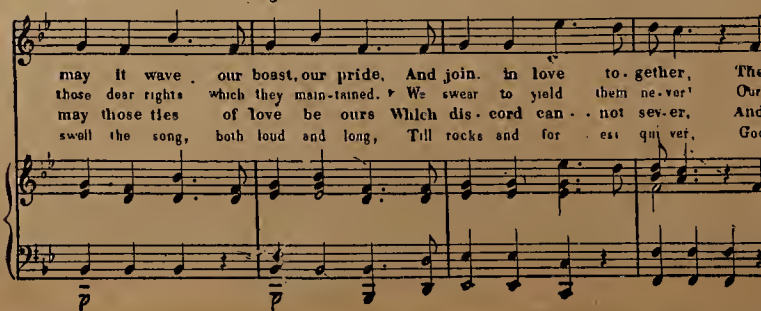 may it wave . our boast, our pride, And join. in love to-gether, The
those dear rights which they main-tained. We swear to yield them ne-ver' Our
may those ties of love be ours Which dis-cord can--not sev-er, And
swell the song, both loud and long, Till rocks and for . est qui ver, God